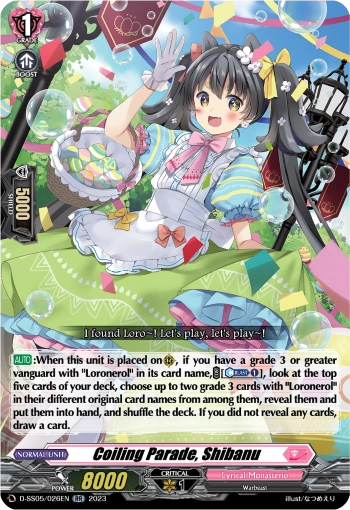 1
GRADE
BOOST
5000
SHIELD
I found Loro~! Let's play, let's play~!
AUTO:When this unit is placed on R, if you have a grade 3 or greater
vanguard with "Loronerol" in its card name, [COUNTER BLAST 1], look at the top
five cards of your deck, choose up to two grade 3 cards with "Loronerol"
in their different original card names from among them, reveal them and
put them into hand, and shuffle the deck. If you did not reveal any cards,
draw a card.
NORMAL UNIT
Coiling Parade, Shibanu
POWER 8000
CRITICAL
1
Lyrical Monasterio
Warbeast
D-SS05/026EN RR 2023
illust/なつめえり